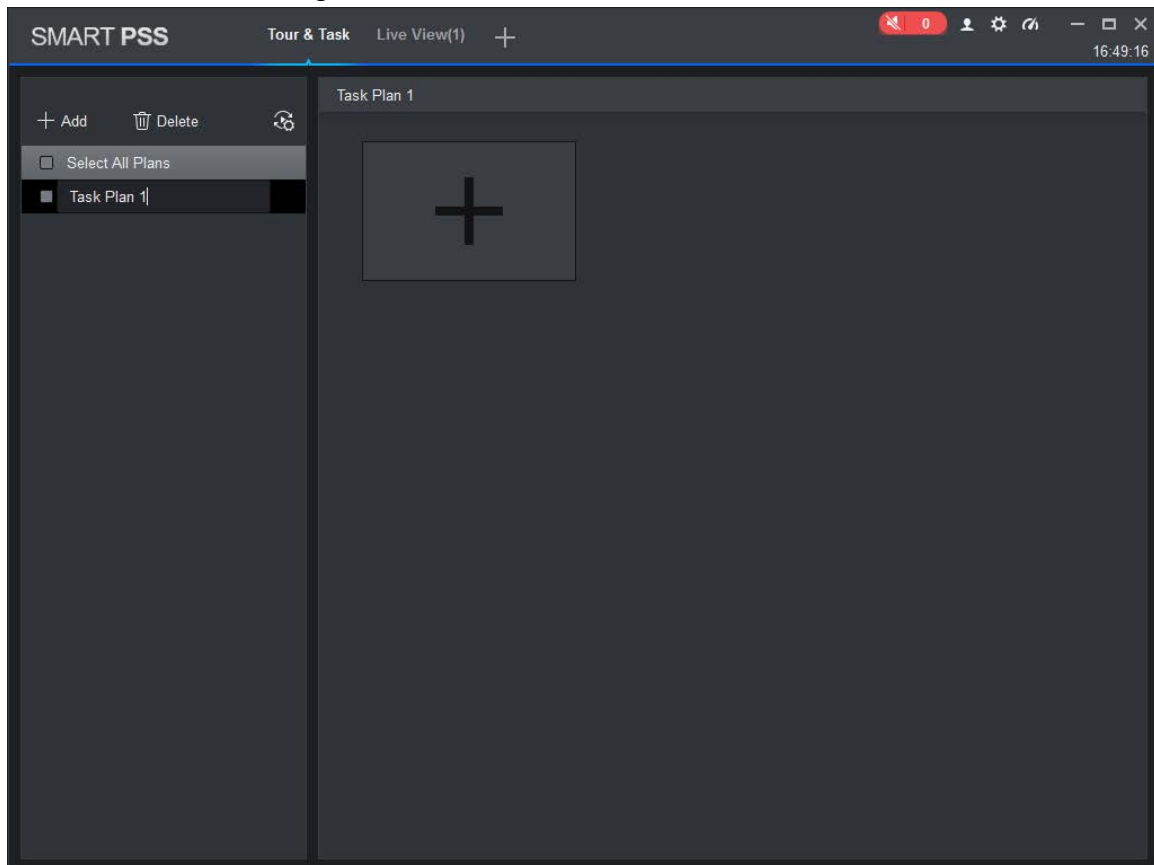 SMART PSS
Tour & Task
Live View(1)
0
16:49:16
Add
Delete
Select All Plans
Task Plan 1
Task Plan 1